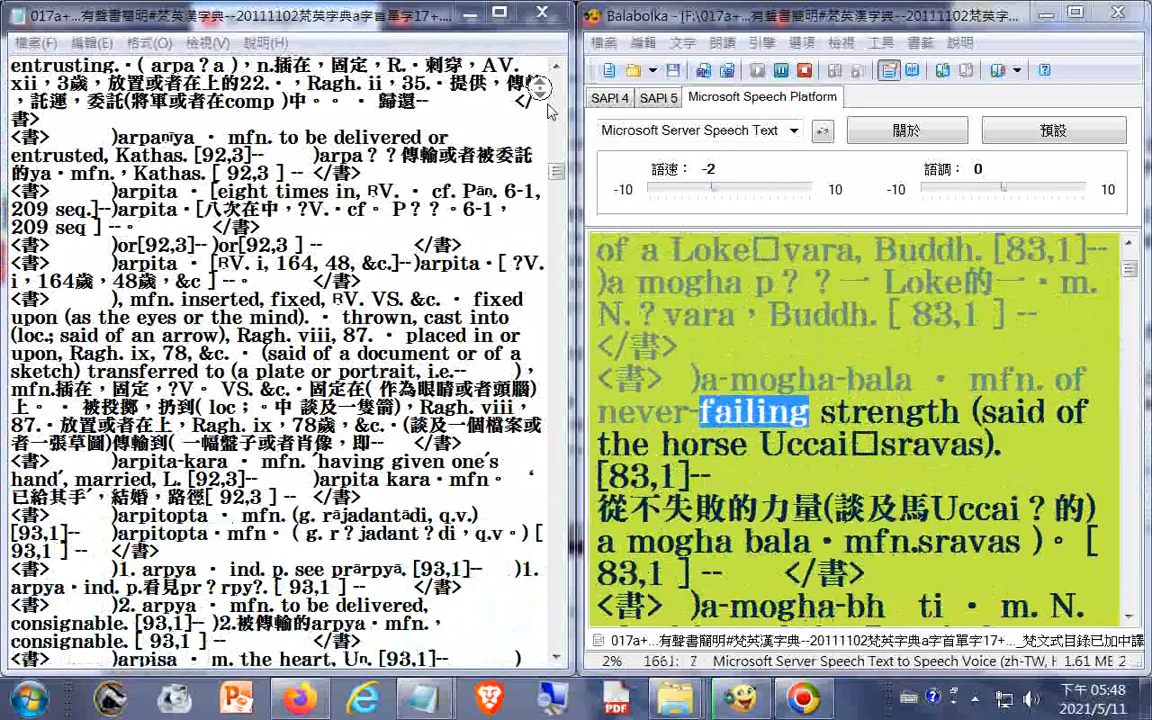 017a+...有聲書簡明#梵英漢字典--20111102梵英字典a字首單字17+...
檔案(F) 編輯(E) 格式(O) 檢視(V) 說明(H)
entrusting.‧ ( arpa？a ), n.插在，固定，R.‧刺穿，AV.
xii，3歲，放置或者在上的22.‧, Ragh. ii，35.‧提供，傳輸
，託運，委託(將軍或者在comp )中。‧ 歸還-- </
書>
<書> )arpanīya ‧ mfn. to be delivered or
entrusted, Kathas. [92,3]-- )arpa？？傳輸或者被委託
的ya‧mfn.，Kathas. [ 92,3 ] -- </書>
<書> )arpita ‧ [eight times in, RV. ‧ cf. Pāṇ. 6-1,
209 seq.]--)arpita‧[八次在中，?V.‧cf。 P？？。6-1，
209 seq ] --。 </書>
<書> )or[92,3]-- )or[92,3 ] -- </書>
<書> )arpita ‧ [RV. i, 164, 48, &c.]--)arpita‧[ ?V.
i，164歲，48歲，&c ] --。 </書>
<書> ), mfn. inserted, fixed, RV. VS. &c. ‧ fixed
upon (as the eyes or the mind). ‧ thrown, cast into
(loc.; said of an arrow), Ragh. viii, 87. ‧ placed in or
upon, Ragh. ix, 78, &c. ‧ (said of a document or of a
sketch) transferred to (a plate or portrait, i.e.-- ),
mfn.插在，固定，?V。 VS. &c.‧固定在( 作為眼睛或者頭腦)
上。‧被投擲，扔到( loc；。中 談及一隻箭)，Ragh. viii，
87.‧放置或者在上，Ragh. ix，78歲&c.‧(談及一個檔案或
者一張草圖)傳輸到( 一幅盤子或者肖像，即--
<書> )arpita-kara ‧ mfn. 'having given one's
hand', married, L. [92,3]-- )arpita kara‧mfn。 ‘
已給其手´，結婚，路徑[ 92,3 ] -- </書>
<書> )arpitopta ‧ mfn. (g. rājadantādi, q.v.)
[93,1]-- )arpitopta‧mfn‧ ( g. r？jadant？di，q.v。) [
93,1 ] -- </書>
<書> )1. arpya ‧ ind. p. see prārpya. [93,1]-- )1.
arpya‧ind. p.看見pr？rpy?. [ 93,1 ] -- </書>
<書> )2. arpya ‧ mfn. to be delivered,
consignable. [93,1]-- )2.被傳輸的arpya‧mfn.，
consignable. [ 93,1 ] -- </書>
<書> )arpisa ‧ m. the heart, Uṇ. [93,1]-- )
Balabolka - [F:\017a+...有聲書簡明#梵英漢字典--20111102梵英字...
檔案 編輯 文字 朗讀 引擎 選項 檢視 工具 書籤 說明
SAPI 4 SAPI 5 Microsoft Speech Platform
Microsoft Server Speech Text 關於 預設
語速： -2 語調： 0
-10 10 -10 10
of a Loke□vara, Buddh. [83,1]--
)a mogha p？？一 Loke的一‧m.
N.？vara，Buddh. [ 83,1 ] --
</書>
<書> )a-mogha-bala ‧ mfn. of
never-failing strength (said of
the horse Uccai□sravas).
[83,1]--
從不失敗的力量(談及馬Uccai？的)
a mogha bala‧mfn.sravas )。[
83,1 ] -- </書>
<書> )a-mogha-bh ti ‧ m. N.
017a+...有聲書簡明#梵英漢字典--20111102梵英字典a字首單字17+..._梵文式目錄已加中譯
2% 1661: 7 Microsoft Server Speech Text to Speech Voice (zh-TW, H 1.61 ME 2
下午 05:48
2021/5/11